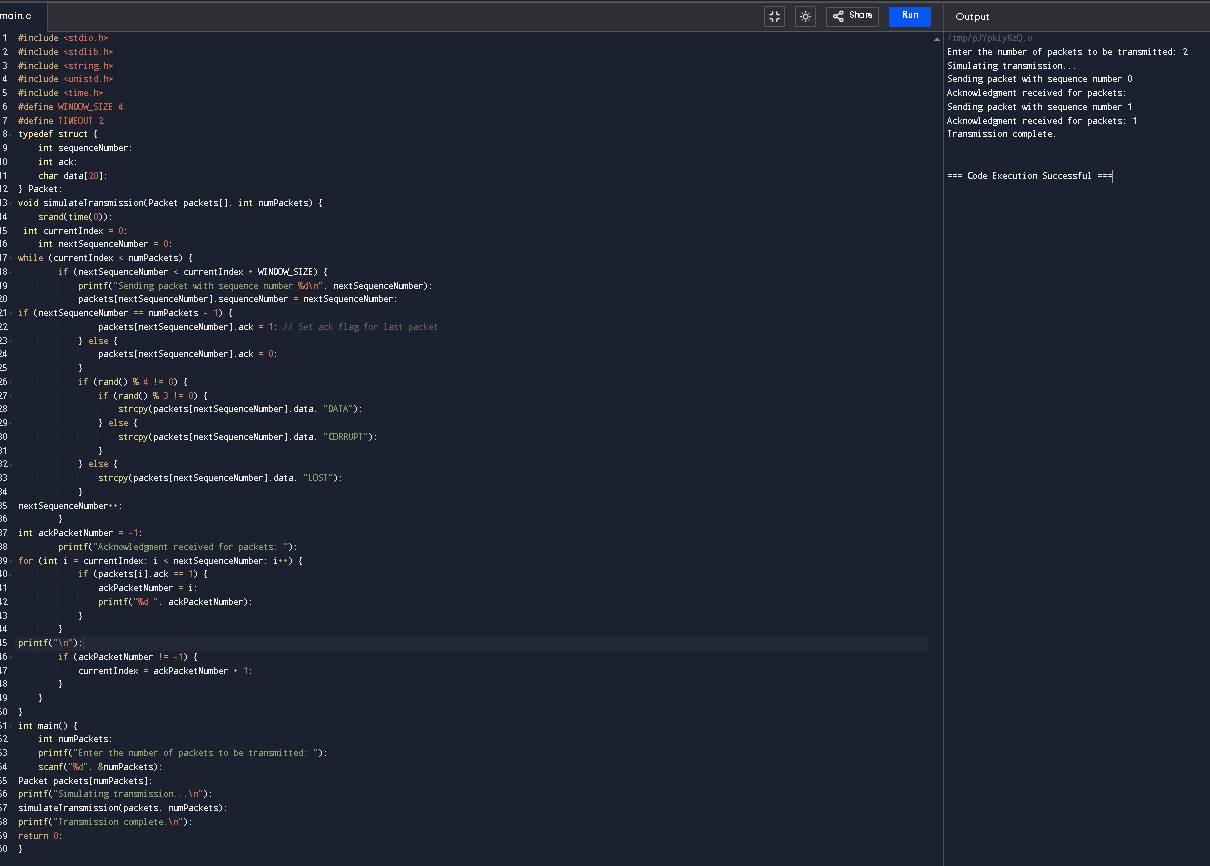 main.c
Share
Run
Output
1 #include <stdio.h>
2 #include <stdlib.h>
3 #include <string.h>
4 #include <unistd.h>
5 #include <time.h>
6 #define WINDOW_SIZE 4
7 #define TIMEOUT 2
8 typedef struct {
9 int sequenceNumber;
10 int ack;
11 char data[20];
12 } Packet;
13 void simulateTransmission(Packet packets[], int numPackets) {
14 srand(time(0));
15 int currentIndex = 0;
16 int nextSequenceNumber = 0;
17 while (currentIndex < numPackets) {
18 if (nextSequenceNumber < currentIndex + WINDOW_SIZE) {
19 printf("Sending packet with sequence number %d\n", nextSequenceNumber);
20 packets[nextSequenceNumber].sequenceNumber = nextSequenceNumber;
21 if (nextSequenceNumber == numPackets - 1) {
22 packets[nextSequenceNumber].ack = 1; // Set ack flag for last packet
23 } else {
24 packets[nextSequenceNumber].ack = 0;
25 }
26 if (rand() % 4 != 0) {
27 if (rand() % 3 != 0) {
28 strcpy(packets[nextSequenceNumber].data, "DATA");
29 } else {
30 strcpy(packets[nextSequenceNumber].data, "CORRUPT");
31 }
32 } else {
33 strcpy(packets[nextSequenceNumber].data, "LOST");
34 }
35 nextSequenceNumber++;
36 }
37 int ackPacketNumber = -1;
38 printf("Acknowledgment received for packets: ");
39 for (int i = currentIndex; i < nextSequenceNumber; i++) {
40 if (packets[i].ack == 1) {
41 ackPacketNumber = i;
42 printf("%d ", ackPacketNumber);
43 }
44 }
45 printf("\n");
46 if (ackPacketNumber != -1) {
47 currentIndex = ackPacketNumber + 1;
48 }
49 }
50 }
51 int main() {
52 int numPackets;
53 printf("Enter the number of packets to be transmitted: ");
54 scanf("%d", &numPackets);
55 Packet packets[numPackets];
56 printf("Simulating transmission...\n");
57 simulateTransmission(packets, numPackets);
58 printf("Transmission complete.\n");
59 return 0;
60 }
/tmp/pJYpkiyKzQ.o
Enter the number of packets to be transmitted: 2
Simulating transmission...
Sending packet with sequence number 0
Acknowledgment received for packets:
Sending packet with sequence number 1
Acknowledgment received for packets: 1
Transmission complete.
=== Code Execution Successful ===